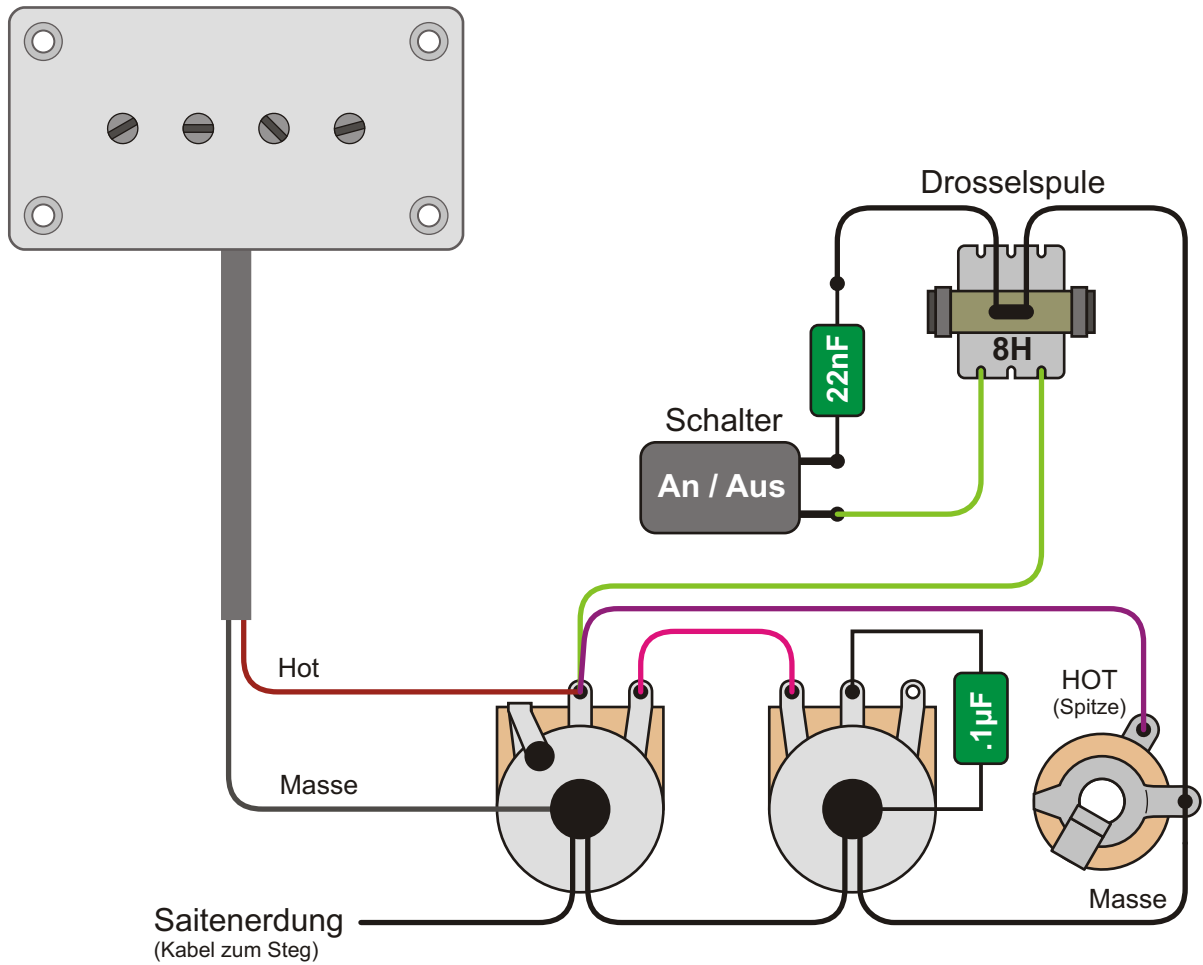 Drosselspule
8H
22nF
Schalter
An / Aus
Hot
HOT
(Spitze)
.1µF
Masse
Masse
Saitenerdung
(Kabel zum Steg)